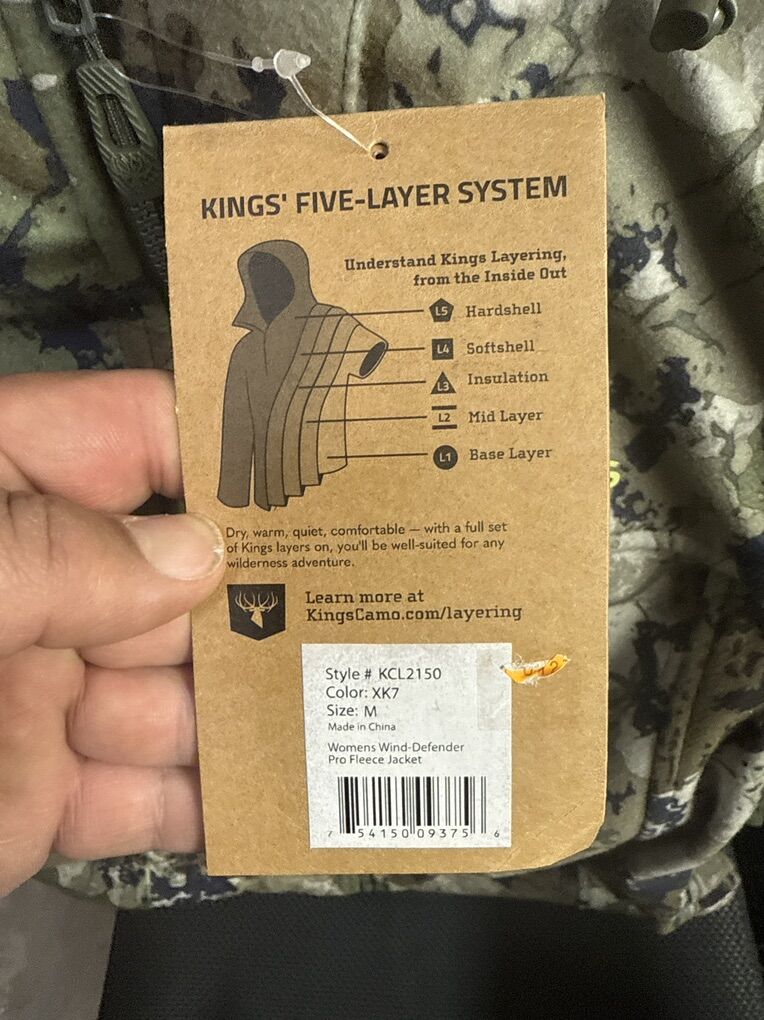 KINGS' FIVE-LAYER SYSTEM
Understand Kings Layering,
from the Inside Out
L5 Hardshell
L4 Softshell
L3 Insulation
L2 Mid Layer
L1 Base Layer
Dry, warm, quiet, comfortable — with a full set
of Kings layers on, you'll be well-suited for any
wilderness adventure.
Learn more at
KingsCamo.com/layering
Style # KCL2150
Color: XK7
Size: M
Made in China
Womens Wind-Defender
Pro Fleece Jacket
7 54150 09375 6